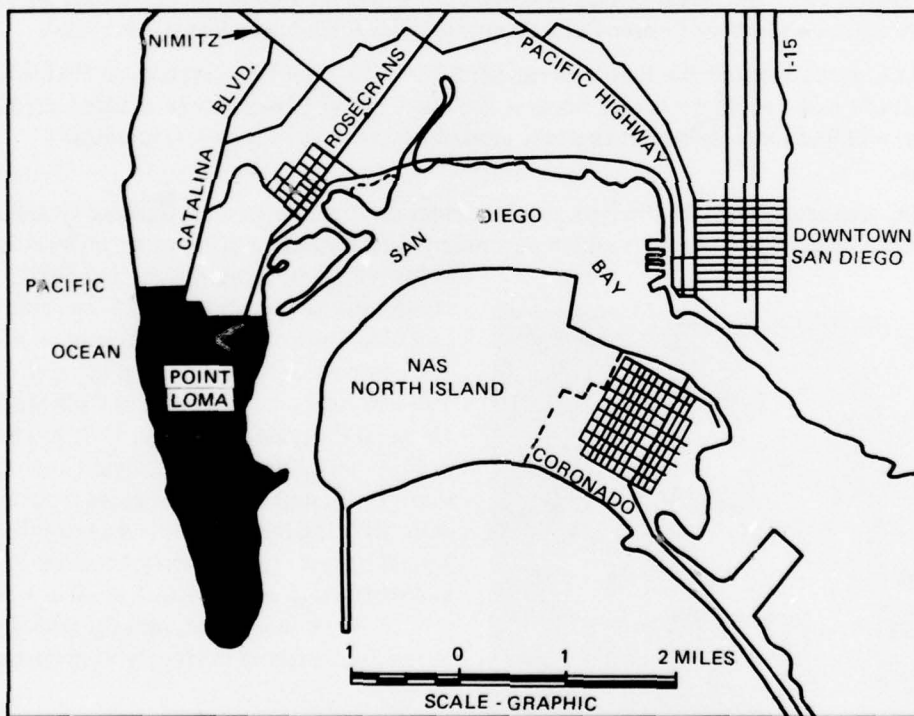 NIMITZ
BLVD.
CATALINA
ROSECRANS
PACIFIC HIGHWAY
I-15
DOWNTOWN
SAN DIEGO
SAN
DIEGO
BAY
PACIFIC
OCEAN
POINT
LOMA
NAS
NORTH ISLAND
CORONADO
1 0 1 2 MILES
SCALE - GRAPHIC